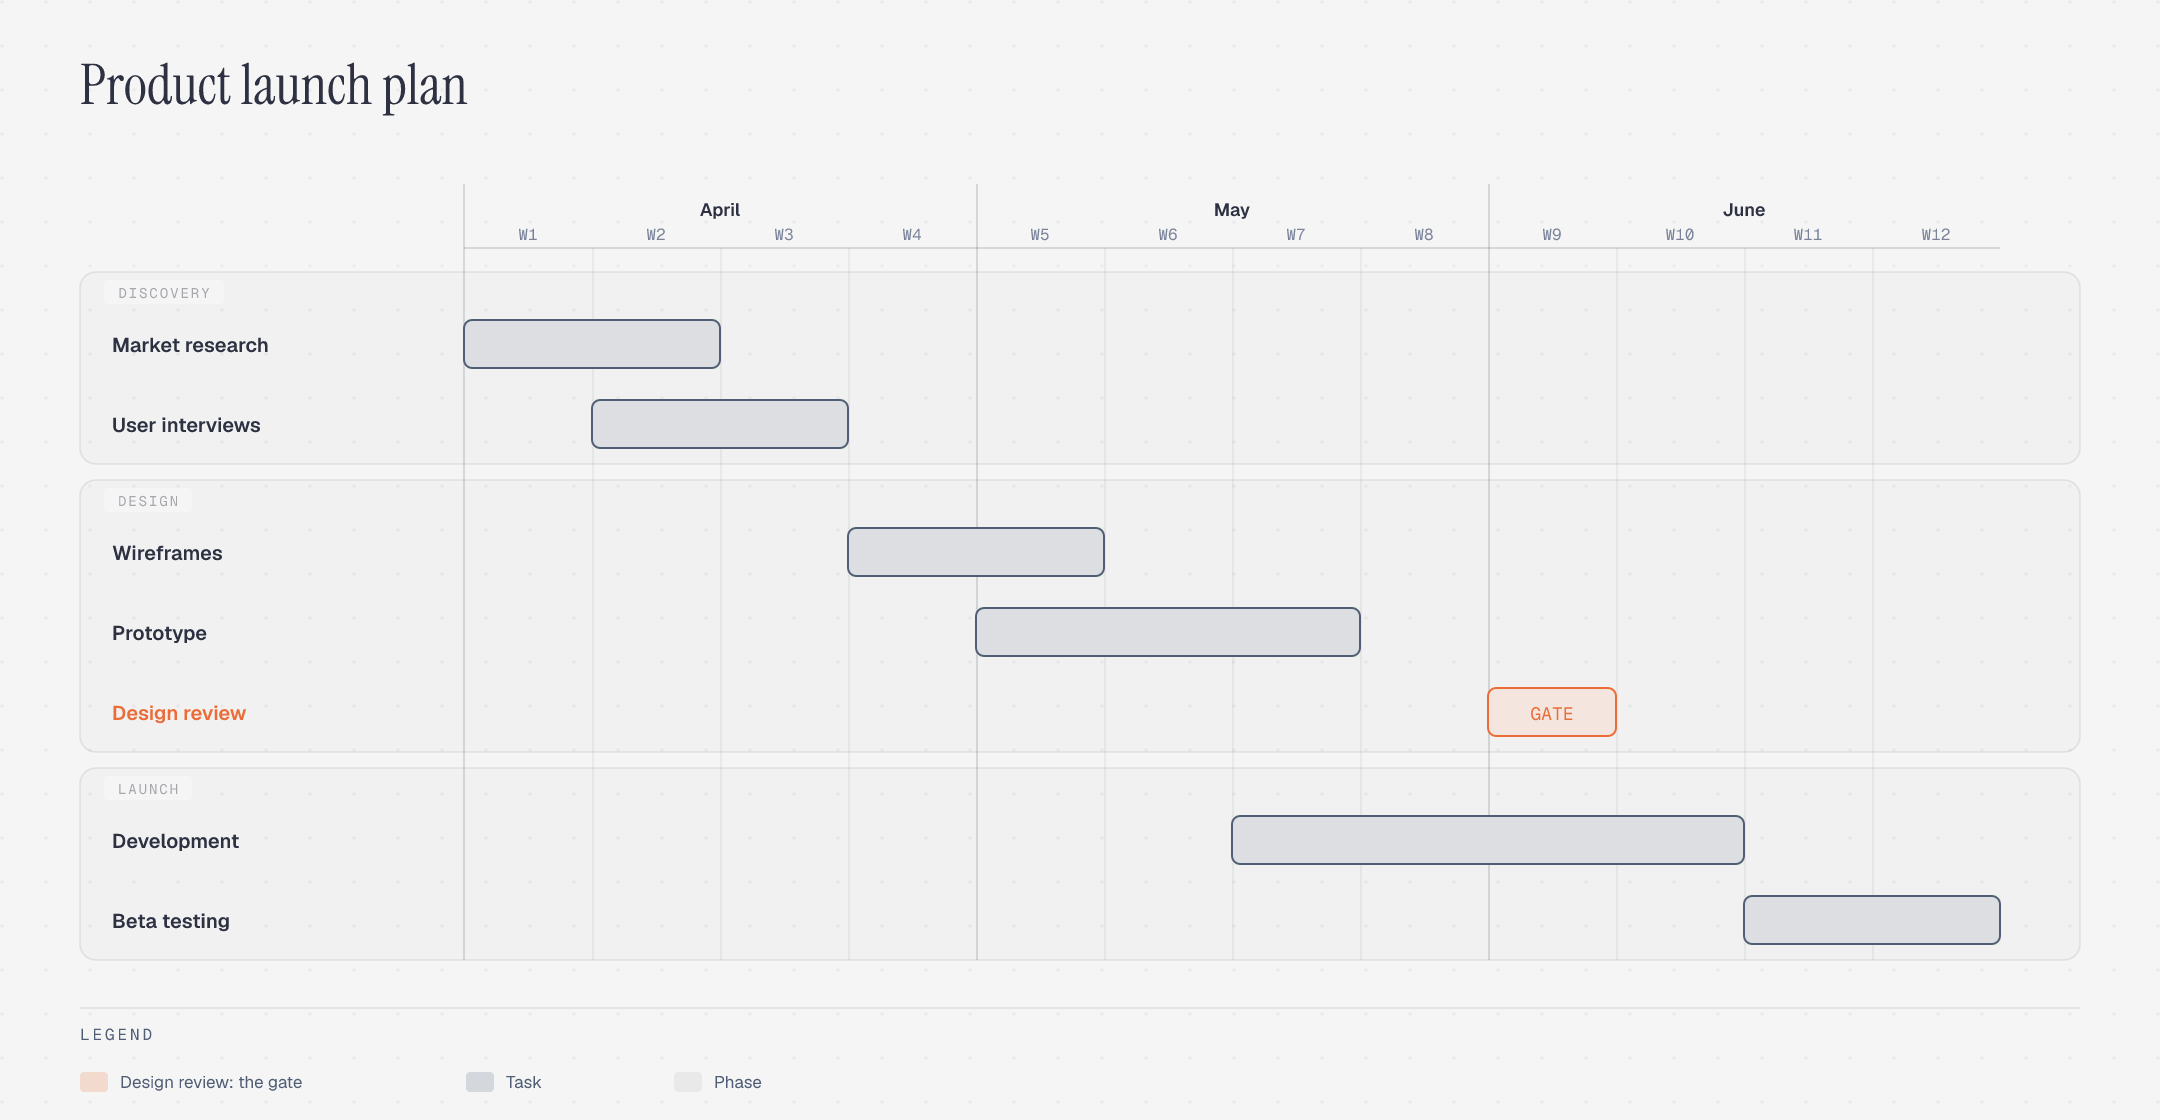 Product launch plan
April May June
W1 W2 W3 W4 W5 W6 W7 W8 W9 W10 W11 W12
DISCOVERY
Market research
User interviews
DESIGN
Wireframes
Prototype
Design review GATE
LAUNCH
Development
Beta testing
LEGEND
Design review: the gate Task Phase